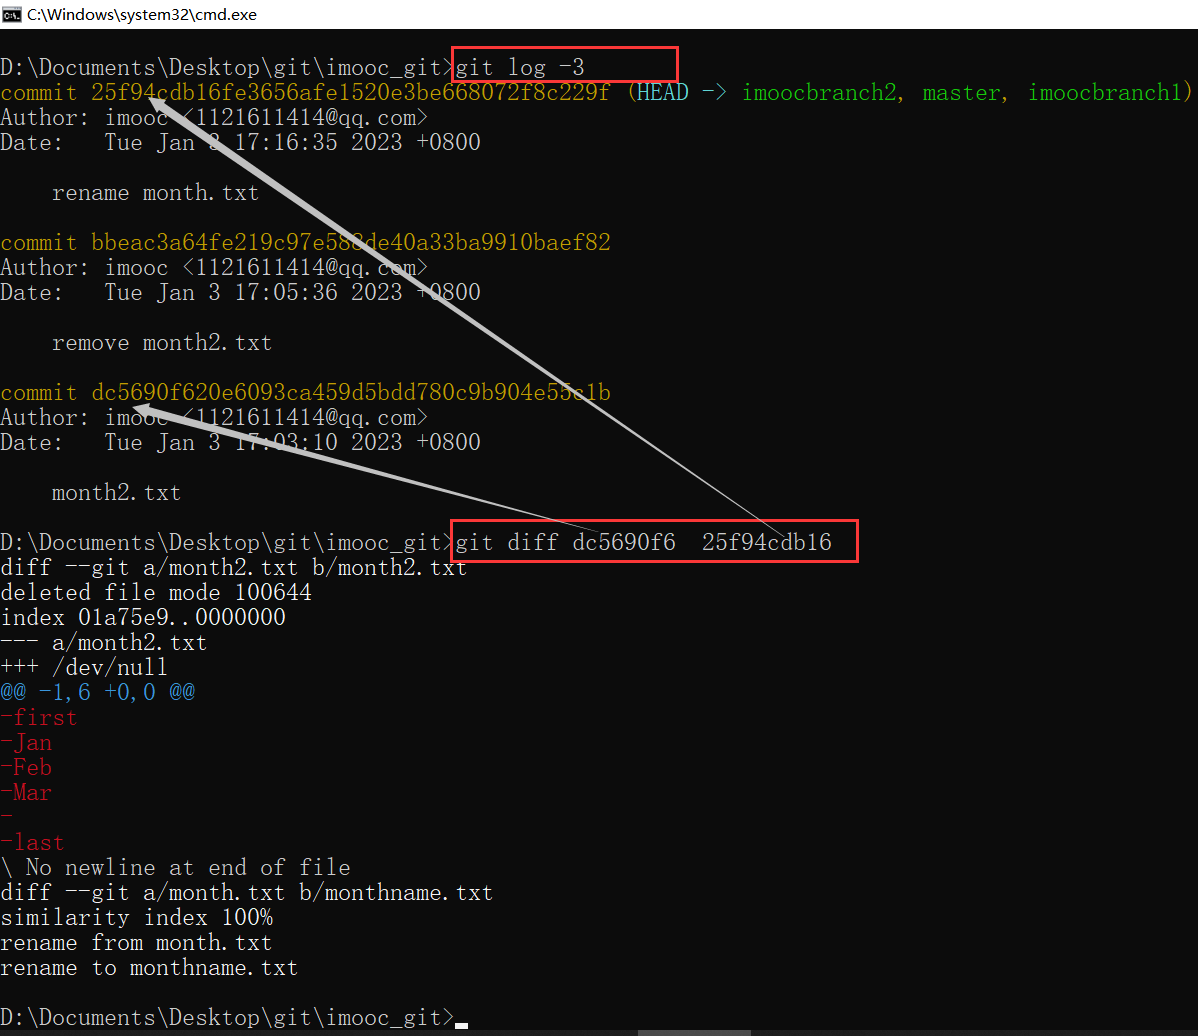 C:\Windows\system32\cmd.exe
D:\Documents\Desktop\git\imooc_git>git log -3
commit 25f94cdb16fe3656afe1520e3be668072f8c229f (HEAD -> imoocbranch2, master, imoocbranch1)
Author: imooc <1121611414@qq.com>
Date:   Tue Jan 3 17:16:35 2023 +0800
    rename month.txt
commit bbeac3a64fe219c97e588de40a33ba9910baef82
Author: imooc <1121611414@qq.com>
Date:   Tue Jan 3 17:05:36 2023 +0800
    remove month2.txt
commit dc5690f620e6093ca459d5bdd780c9b904e55c1b
Author: imooc <1121611414@qq.com>
Date:   Tue Jan 3 17:03:10 2023 +0800
    month2.txt
D:\Documents\Desktop\git\imooc_git>git diff dc5690f6  25f94cdb16
diff --git a/month2.txt b/month2.txt
deleted file mode 100644
index 01a75e9..0000000
--- a/month2.txt
+++ /dev/null
@@ -1,6 +0,0 @@
-first
-Jan
-Feb
-Mar
-
-last
\ No newline at end of file
diff --git a/month.txt b/monthname.txt
similarity index 100%
rename from month.txt
rename to monthname.txt
D:\Documents\Desktop\git\imooc_git>